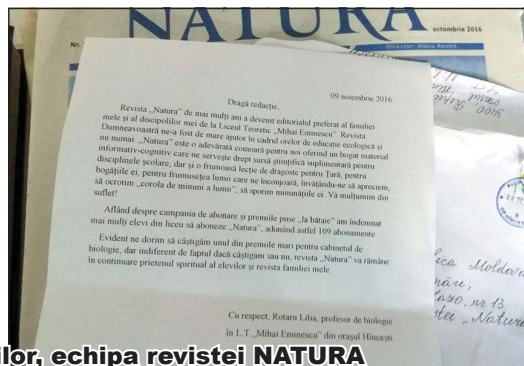 NATURA
octombrie 2016
Nr.
Director: Alecu Reniță
09 noiembrie 2016
Dragă redacție,
Revista „Natura” de mai mulți ani a devenit editorialul preferat al familiei
mele și al discipolilor mei de la Liceul Teoretic „Mihai Eminescu”. Revista
Dumneavoastră ne-a fost de mare ajutor în cadrul orelor de educație ecologică și
nu numai. „Natura” este o adevărată comoară pentru noi oferind un bogat material
informativ-cognitiv care ne servește drept sursă științifică suplimentară pentru
disciplinele școlare, dar și o frumoasă lecție de dragoste pentru Țară, pentru
bogățiile ei, pentru frumusețea lumii care ne înconjoară, învățându-ne să apreciem,
să ocrotim „corola de minuni a lumii”, să sporim minunățiile ei. Vă mulțumim din
suflet!
Aflând despre campania de abonare și premiile puse „la bătaie” am îndemnat
mai mulți elevi din liceu să aboneze „Natura”, adunând astfel 109 abonamente
Evident ne dorim să câștigăm unul din premiile mari pentru cabinetul de
biologie, dar indiferent de faptul dacă câștigam sau nu, revista „Natura” va rămâne
în continuare prietenul spiritual al elevilor și revista familiei mele.
Cu respect, Rotaru Lilia, profesor de biologie
în L.T „Mihai Eminescu” din orașul Hîncești
3400
lica Moldova
nr 13
tei „Natura
ilor, echipa revistei NATURA